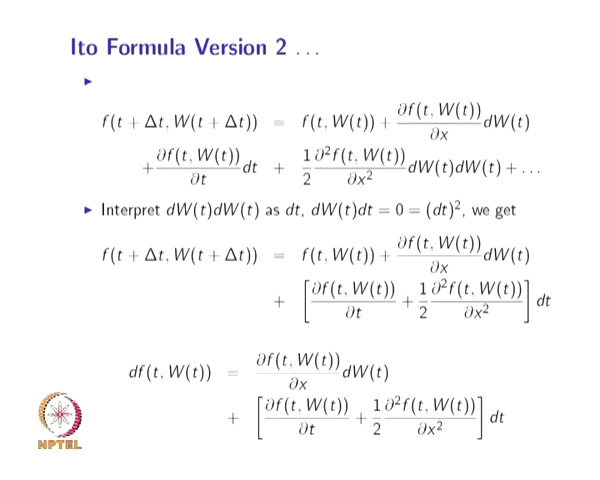 Ito Formula Version 2 ...
▶
f(t + Δt, W(t + Δt)) = f(t, W(t)) + ∂f(t, W(t))/∂x dW(t)
+ ∂f(t, W(t))/∂t dt + 1/2 ∂²f(t, W(t))/∂x² dW(t)dW(t) + ...
▶ Interpret dW(t)dW(t) as dt, dW(t)dt = 0 = (dt)², we get
f(t + Δt, W(t + Δt)) = f(t, W(t)) + ∂f(t, W(t))/∂x dW(t)
+ [∂f(t, W(t))/∂t + 1/2 ∂²f(t, W(t))/∂x²] dt
df(t, W(t)) = ∂f(t, W(t))/∂x dW(t)
+ [∂f(t, W(t))/∂t + 1/2 ∂²f(t, W(t))/∂x²] dt
NPTEL